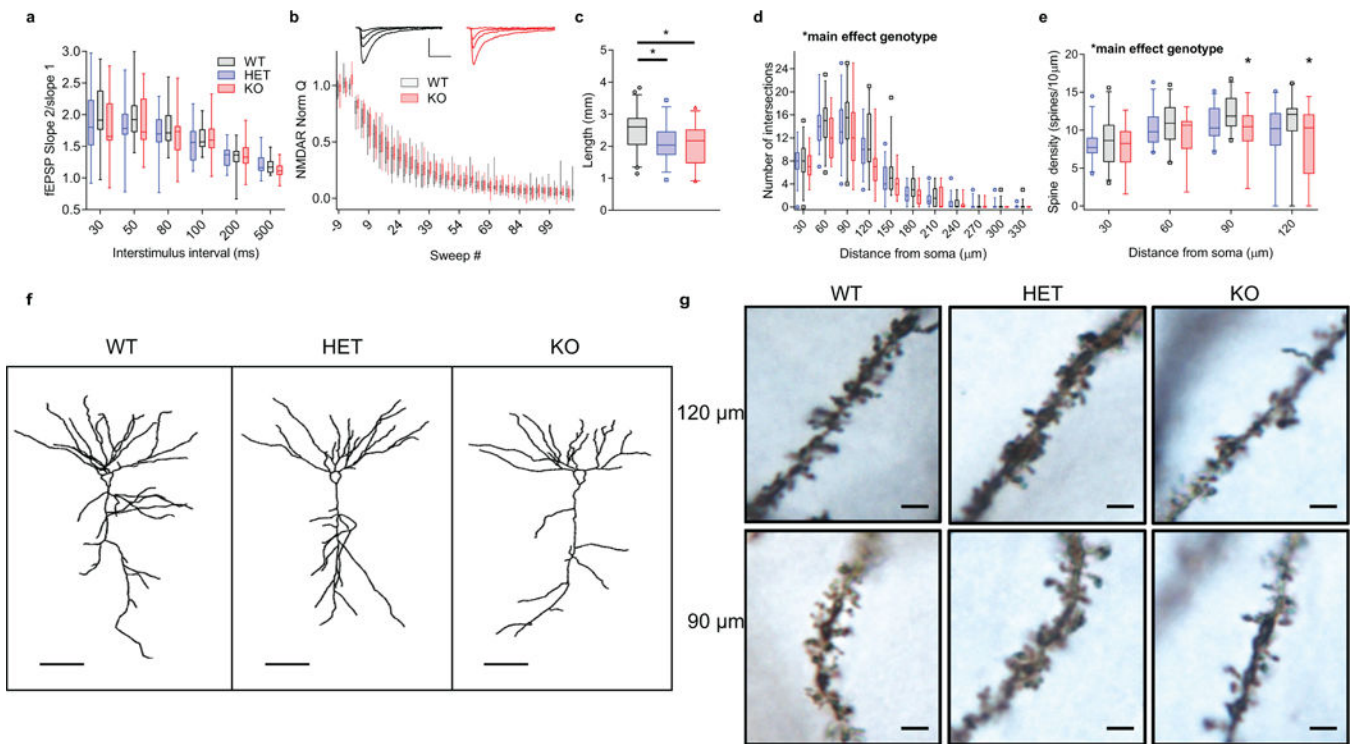 a
fEPSP Slope 2/slope 1
3.0
2.5
2.0
1.5
1.0
0.5
WT
HET
KO
30
50
80
100
200
500
Interstimulus interval (ms)
b
NMDAR Norm Q
1.0
0.5
0.0
WT
KO
-9
9
24
39
54
69
84
99
Sweep #
c
Length (mm)
5
4
3
2
1
0
*
*
d
*main effect genotype
Number of intersections
28
24
20
16
12
8
4
0
30
60
90
120
150
180
210
240
270
300
330
Distance from soma (μm)
e
*main effect genotype
Spine density (spines/10μm)
20
15
10
5
0
*
*
30
60
90
120
Distance from soma (μm)
f
WT
HET
KO
g
WT
HET
KO
120 μm
90 μm